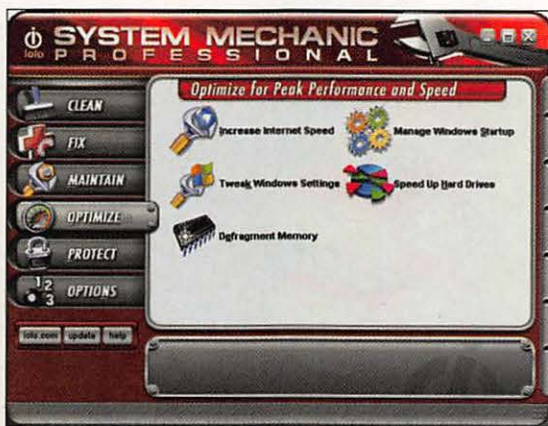 iolo
SYSTEM MECHANIC
PROFESSIONAL
CLEAN
FIX
MAINTAIN
OPTIMIZE
PROTECT
1 2 3
OPTIONS
iolo.com update help
Optimize for Peak Performance and Speed
Increase Internet Speed
Manage Windows Startup
Tweak Windows Settings
Speed Up Hard Drives
Defragment Memory